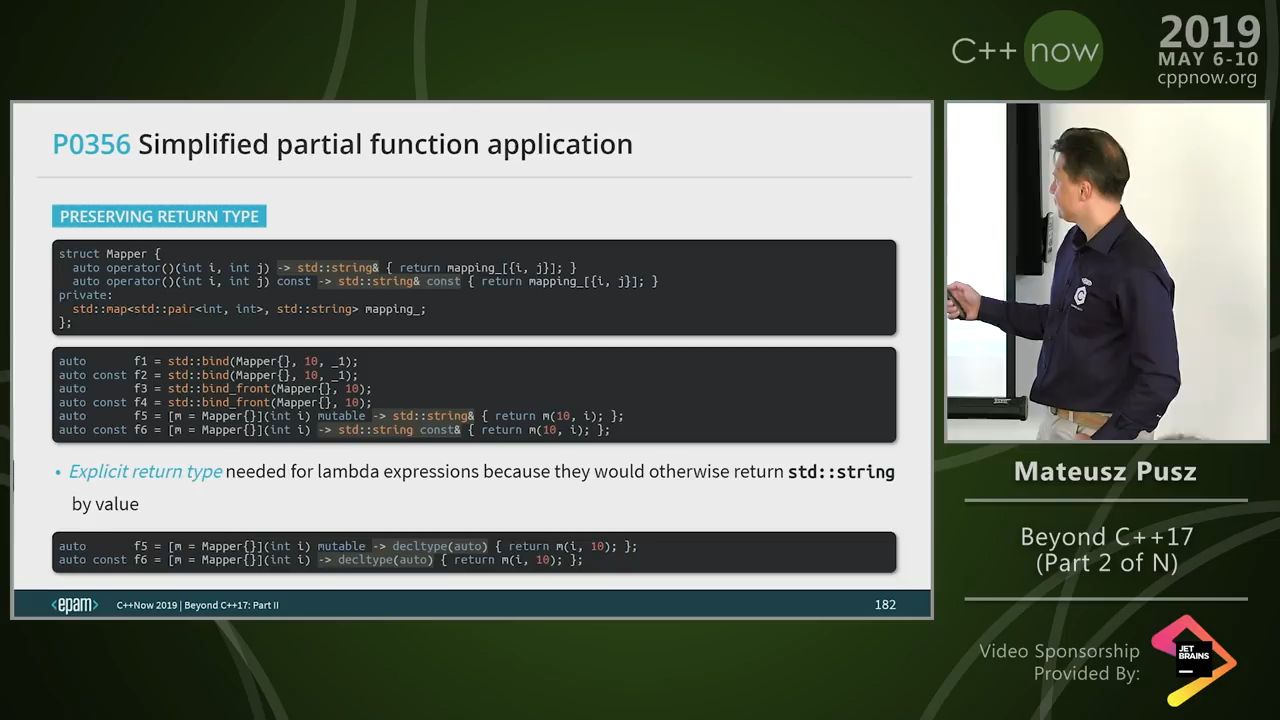 C++ now
2019
MAY 6-10
cppnow.org
P0356 Simplified partial function application
PRESERVING RETURN TYPE
struct Mapper {
  auto operator()(int i, int j) -> std::string& { return mapping_[{i, j}]; }
  auto operator()(int i, int j) const -> std::string& const { return mapping_[{i, j}]; }
private:
  std::map<std::pair<int, int>, std::string> mapping_;
};
auto       f1 = std::bind(Mapper{}, 10, _1);
auto const f2 = std::bind(Mapper{}, 10, _1);
auto       f3 = std::bind_front(Mapper{}, 10);
auto const f4 = std::bind_front(Mapper{}, 10);
auto       f5 = [m = Mapper{}](int i) mutable -> std::string& { return m(10, i); };
auto const f6 = [m = Mapper{}](int i) -> std::string const& { return m(10, i); };
• Explicit return type needed for lambda expressions because they would otherwise return std::string
by value
auto       f5 = [m = Mapper{}](int i) mutable -> decltype(auto) { return m(i, 10); };
auto const f6 = [m = Mapper{}](int i) -> decltype(auto) { return m(i, 10); };
<epam>
C++Now 2019 | Beyond C++17: Part II
182
Mateusz Pusz
Beyond C++17
(Part 2 of N)
Video Sponsorship
Provided By:
JET
BRAINS